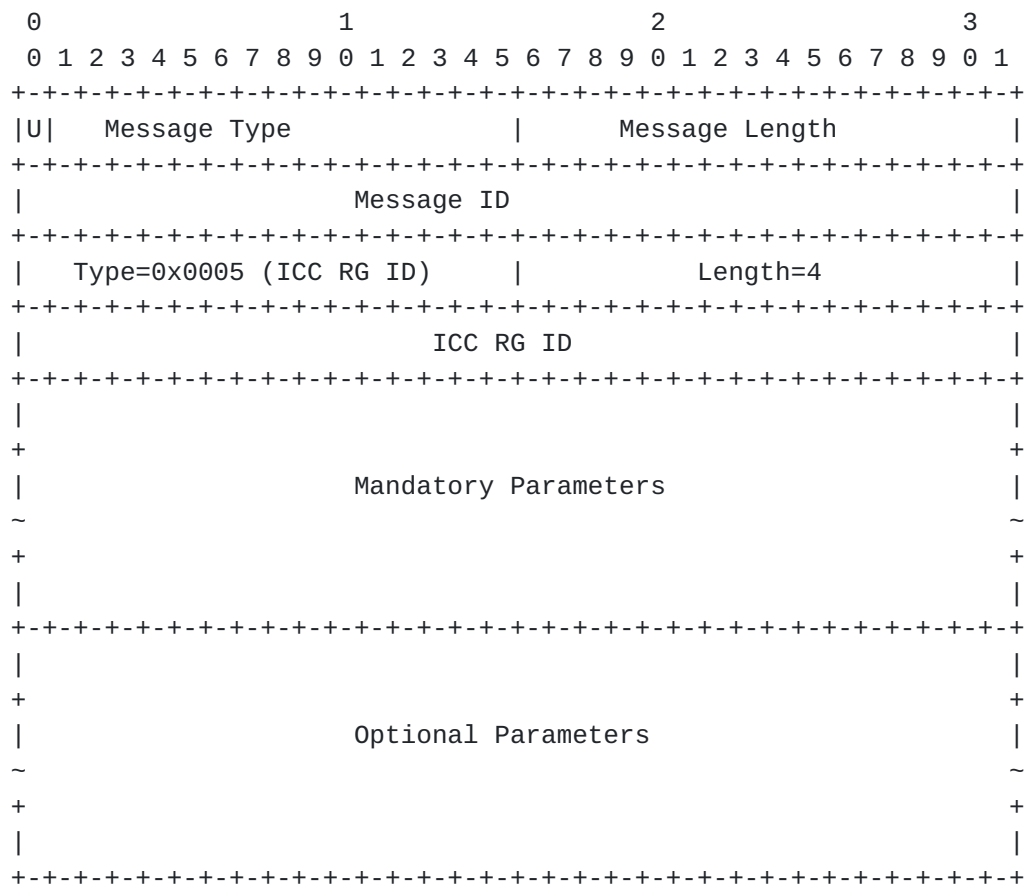 0                   1                   2                   3
 0 1 2 3 4 5 6 7 8 9 0 1 2 3 4 5 6 7 8 9 0 1 2 3 4 5 6 7 8 9 0 1
+-+-+-+-+-+-+-+-+-+-+-+-+-+-+-+-+-+-+-+-+-+-+-+-+-+-+-+-+-+-+-+-+
|U|   Message Type              |      Message Length           |
+-+-+-+-+-+-+-+-+-+-+-+-+-+-+-+-+-+-+-+-+-+-+-+-+-+-+-+-+-+-+-+-+
|                     Message ID                                |
+-+-+-+-+-+-+-+-+-+-+-+-+-+-+-+-+-+-+-+-+-+-+-+-+-+-+-+-+-+-+-+-+
|   Type=0x0005 (ICC RG ID)     |           Length=4            |
+-+-+-+-+-+-+-+-+-+-+-+-+-+-+-+-+-+-+-+-+-+-+-+-+-+-+-+-+-+-+-+-+
|                          ICC RG ID                            |
+-+-+-+-+-+-+-+-+-+-+-+-+-+-+-+-+-+-+-+-+-+-+-+-+-+-+-+-+-+-+-+-+
|                                                               |
+                                                               +
|                     Mandatory Parameters                      |
~                                                               ~
+                                                               +
|                                                               |
+-+-+-+-+-+-+-+-+-+-+-+-+-+-+-+-+-+-+-+-+-+-+-+-+-+-+-+-+-+-+-+-+
|                                                               |
+                                                               +
|                     Optional Parameters                       |
~                                                               ~
+                                                               +
|                                                               |
+-+-+-+-+-+-+-+-+-+-+-+-+-+-+-+-+-+-+-+-+-+-+-+-+-+-+-+-+-+-+-+-+